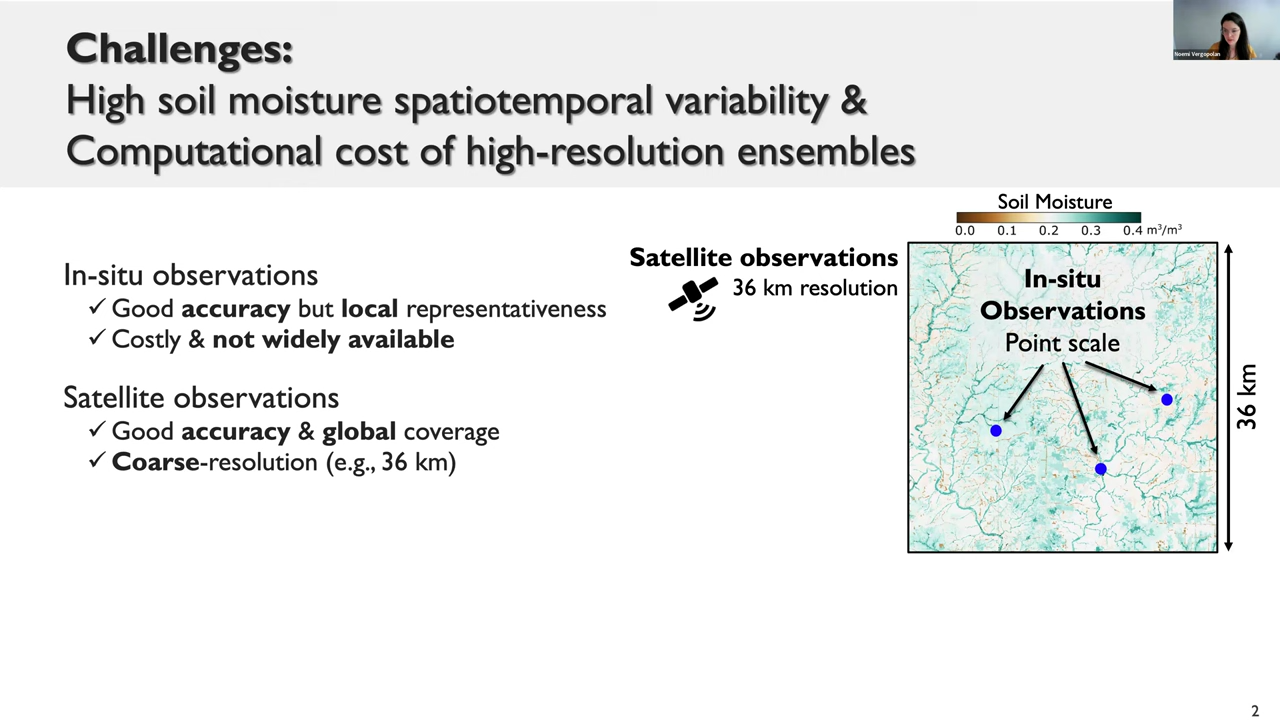 Challenges:
High soil moisture spatiotemporal variability &
Computational cost of high-resolution ensembles
Noemi Vergopolan
In-situ observations
✓ Good accuracy but local representativeness
✓ Costly & not widely available
Satellite observations
✓ Good accuracy & global coverage
✓ Coarse-resolution (e.g., 36 km)
Satellite observations
36 km resolution
Soil Moisture
0.0 0.1 0.2 0.3 0.4 m³/m³
In-situ
Observations
Point scale
36 km
2